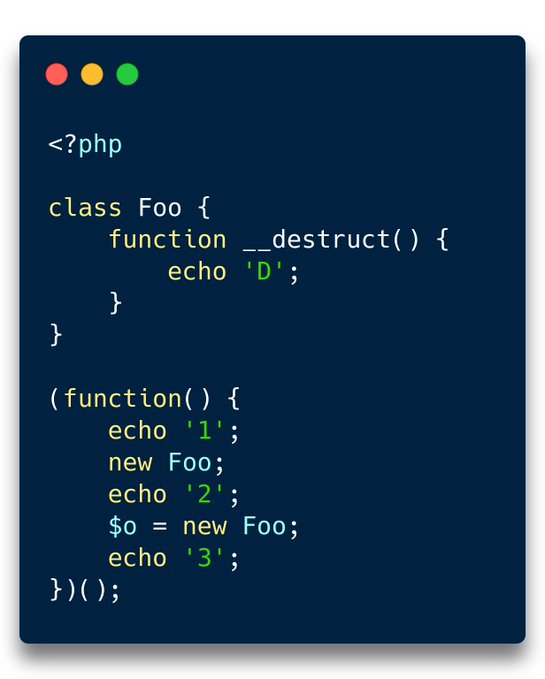 <?php
class Foo {
    function __destruct() {
        echo 'D';
    }
}
(function() {
    echo '1';
    new Foo;
    echo '2';
    $o = new Foo;
    echo '3';
})();